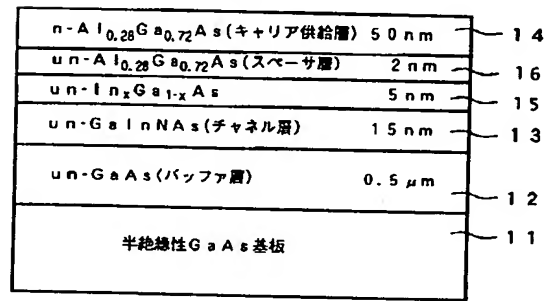 n-Al0.28Ga0.72As(キャリア供給層) 50nm 14
un-Al0.28Ga0.72As(スペーサ層) 2nm 16
un-InxGa1-xAs 5nm 15
un-GaInNAs(チャネル層) 15nm 13
un-GaAs(バッファ層) 0.5μm 12
半絶縁性GaAs基板 11